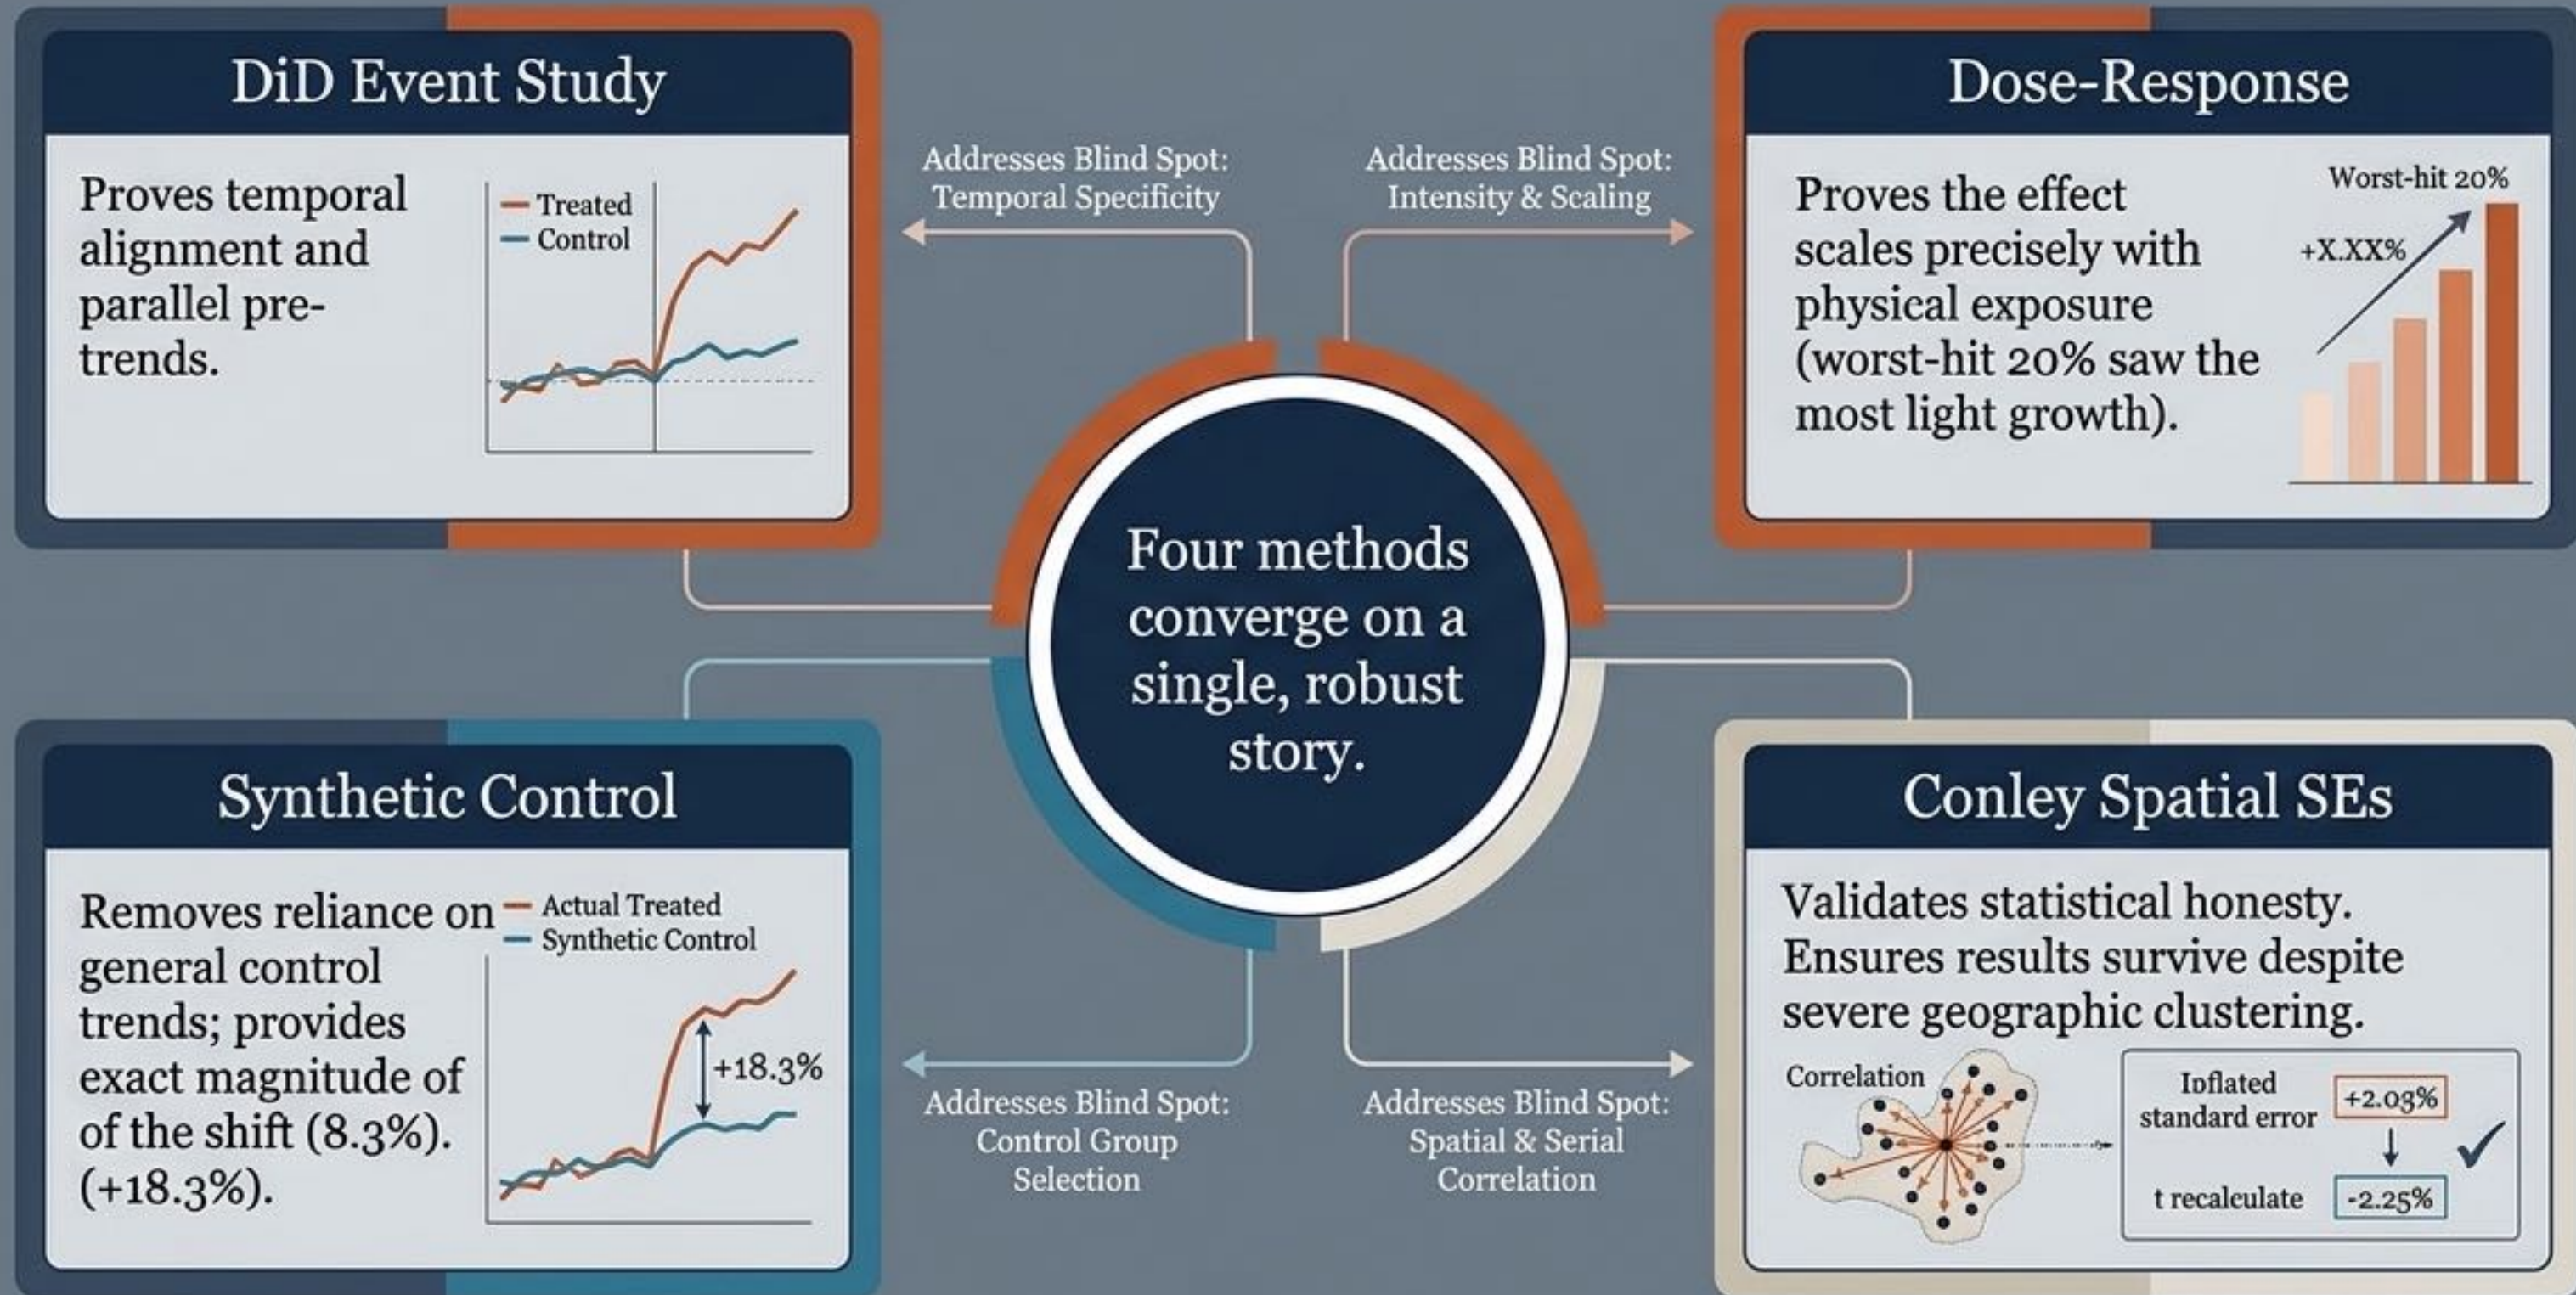 DiD Event Study
Proves temporal
alignment and
parallel pre-
trends.
Treated
Control
Addresses Blind Spot:
Temporal Specificity
Addresses Blind Spot:
Intensity & Scaling
Dose-Response
Proves the effect
scales precisely with
physical exposure
(worst-hit 20% saw the
most light growth).
Worst-hit 20%
+X.XX%
Four methods
converge on a
single, robust
story.
Synthetic Control
Removes reliance on
general control
trends; provides
exact magnitude of
of the shift (8.3%).
(+18.3%).
Actual Treated
Synthetic Control
+18.3%
Addresses Blind Spot:
Control Group
Selection
Addresses Blind Spot:
Spatial & Serial
Correlation
Conley Spatial SEs
Validates statistical honesty.
Ensures results survive despite
severe geographic clustering.
Correlation
Inflated
standard error
+2.03%
t recalculate
-2.25%